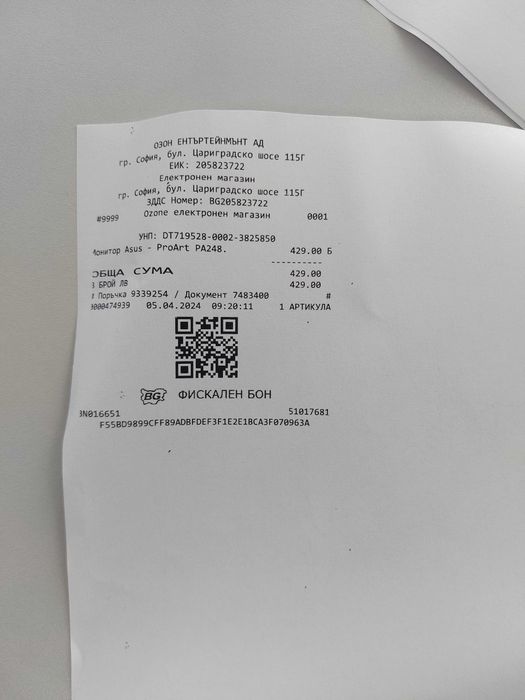 ОЗОН ЕНТЪРТЕЙНМЪНТ АД
гр. София, бул. Цариградско шосе 115Г
ЕИК: 205823722
Електронен магазин
гр. София, бул. Цариградско шосе 115Г
ЗДДС Номер: BG205823722
#9999 Ozone електронен магазин 0001
УНП: DT719528-0002-3825850
Монитор Asus - ProArt PA248. 429.00 Б
----------
ОБЩА СУМА 429.00
В БРОЙ ЛВ 429.00
# Поръчка 9339254 / Документ 7483400 #
0000474939 05.04.2024 09:20:11 1 АРТИКУЛА
BG ФИСКАЛЕН БОН
BN016651 51017681
F55BD9899CFF89ADBFDEF3F1E2E1BCA3F070963A